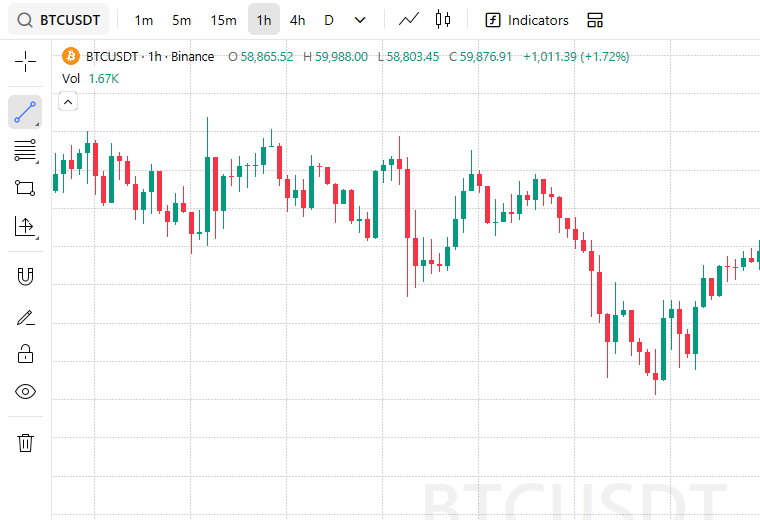 BTCUSDT 1m 5m 15m 1h 4h D Indicators
BTCUSDT · 1h · Binance O 58,865.52 H 59,988.00 L 58,803.45 C 59,876.91 +1,011.39 (+1.72%)
Vol 1.67K
BTCUSDT